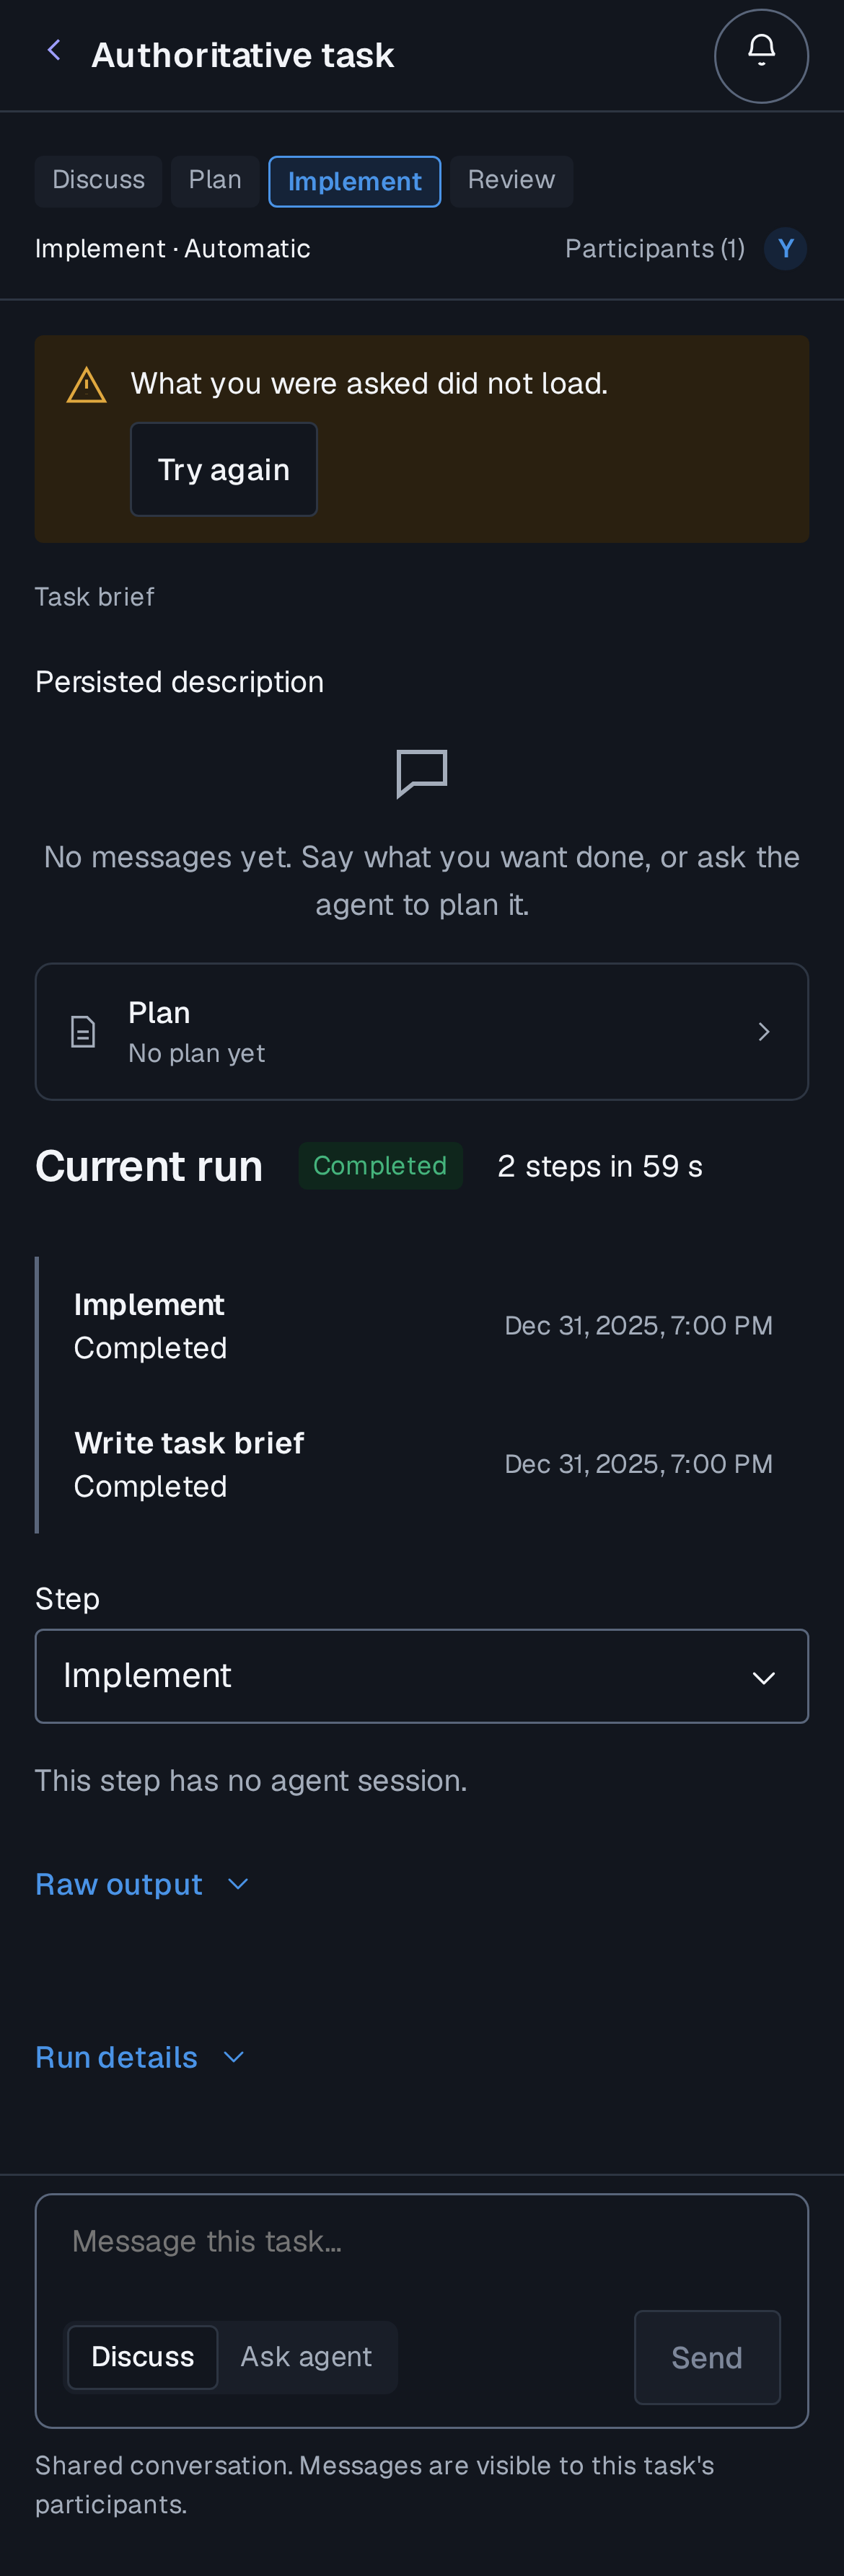 Authoritative task
Discuss
Plan
Implement
Review
Implement · Automatic
Participants (1)
Y
What you were asked did not load.
Try again
Task brief
Persisted description
No messages yet. Say what you want done, or ask the
agent to plan it.
Plan
No plan yet
Current run
Completed
2 steps in 59 s
Implement
Completed
Dec 31, 2025, 7:00 PM
Write task brief
Completed
Dec 31, 2025, 7:00 PM
Step
Implement
This step has no agent session.
Raw output
Run details
Message this task…
Discuss
Ask agent
Send
Shared conversation. Messages are visible to this task's
participants.